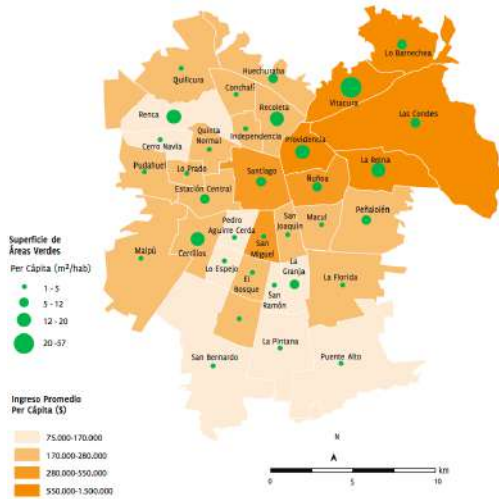 Lo Barnechea
Quilicura
Huechuraba
Conchalí
Vitacura
Renca
Recoleta
Las Condes
Quinta
Normal
Independencia
Providencia
Cerro Navia
Pudahuel
Lo Prado
Santiago
La Reina
Ñuñoa
Estación Central
Pedro
Aguirre Cerda
San
Joaquín
Macul
Peñalolén
Maipú
Cerrillos
San
Miguel
Lo Espejo
La
Granja
El
Bosque
San
Ramón
La Florida
La Pintana
San Bernardo
Puente Alto
Superficie de
Áreas Verdes
Per Cápita (m²/hab)
1 - 5
5 - 12
12 - 20
20 -57
Ingreso Promedio
Per Cápita ($)
75.000-170.000
170.000-280.000
280.000-550.000
550.000-1.500.000
N
km
0
5
10